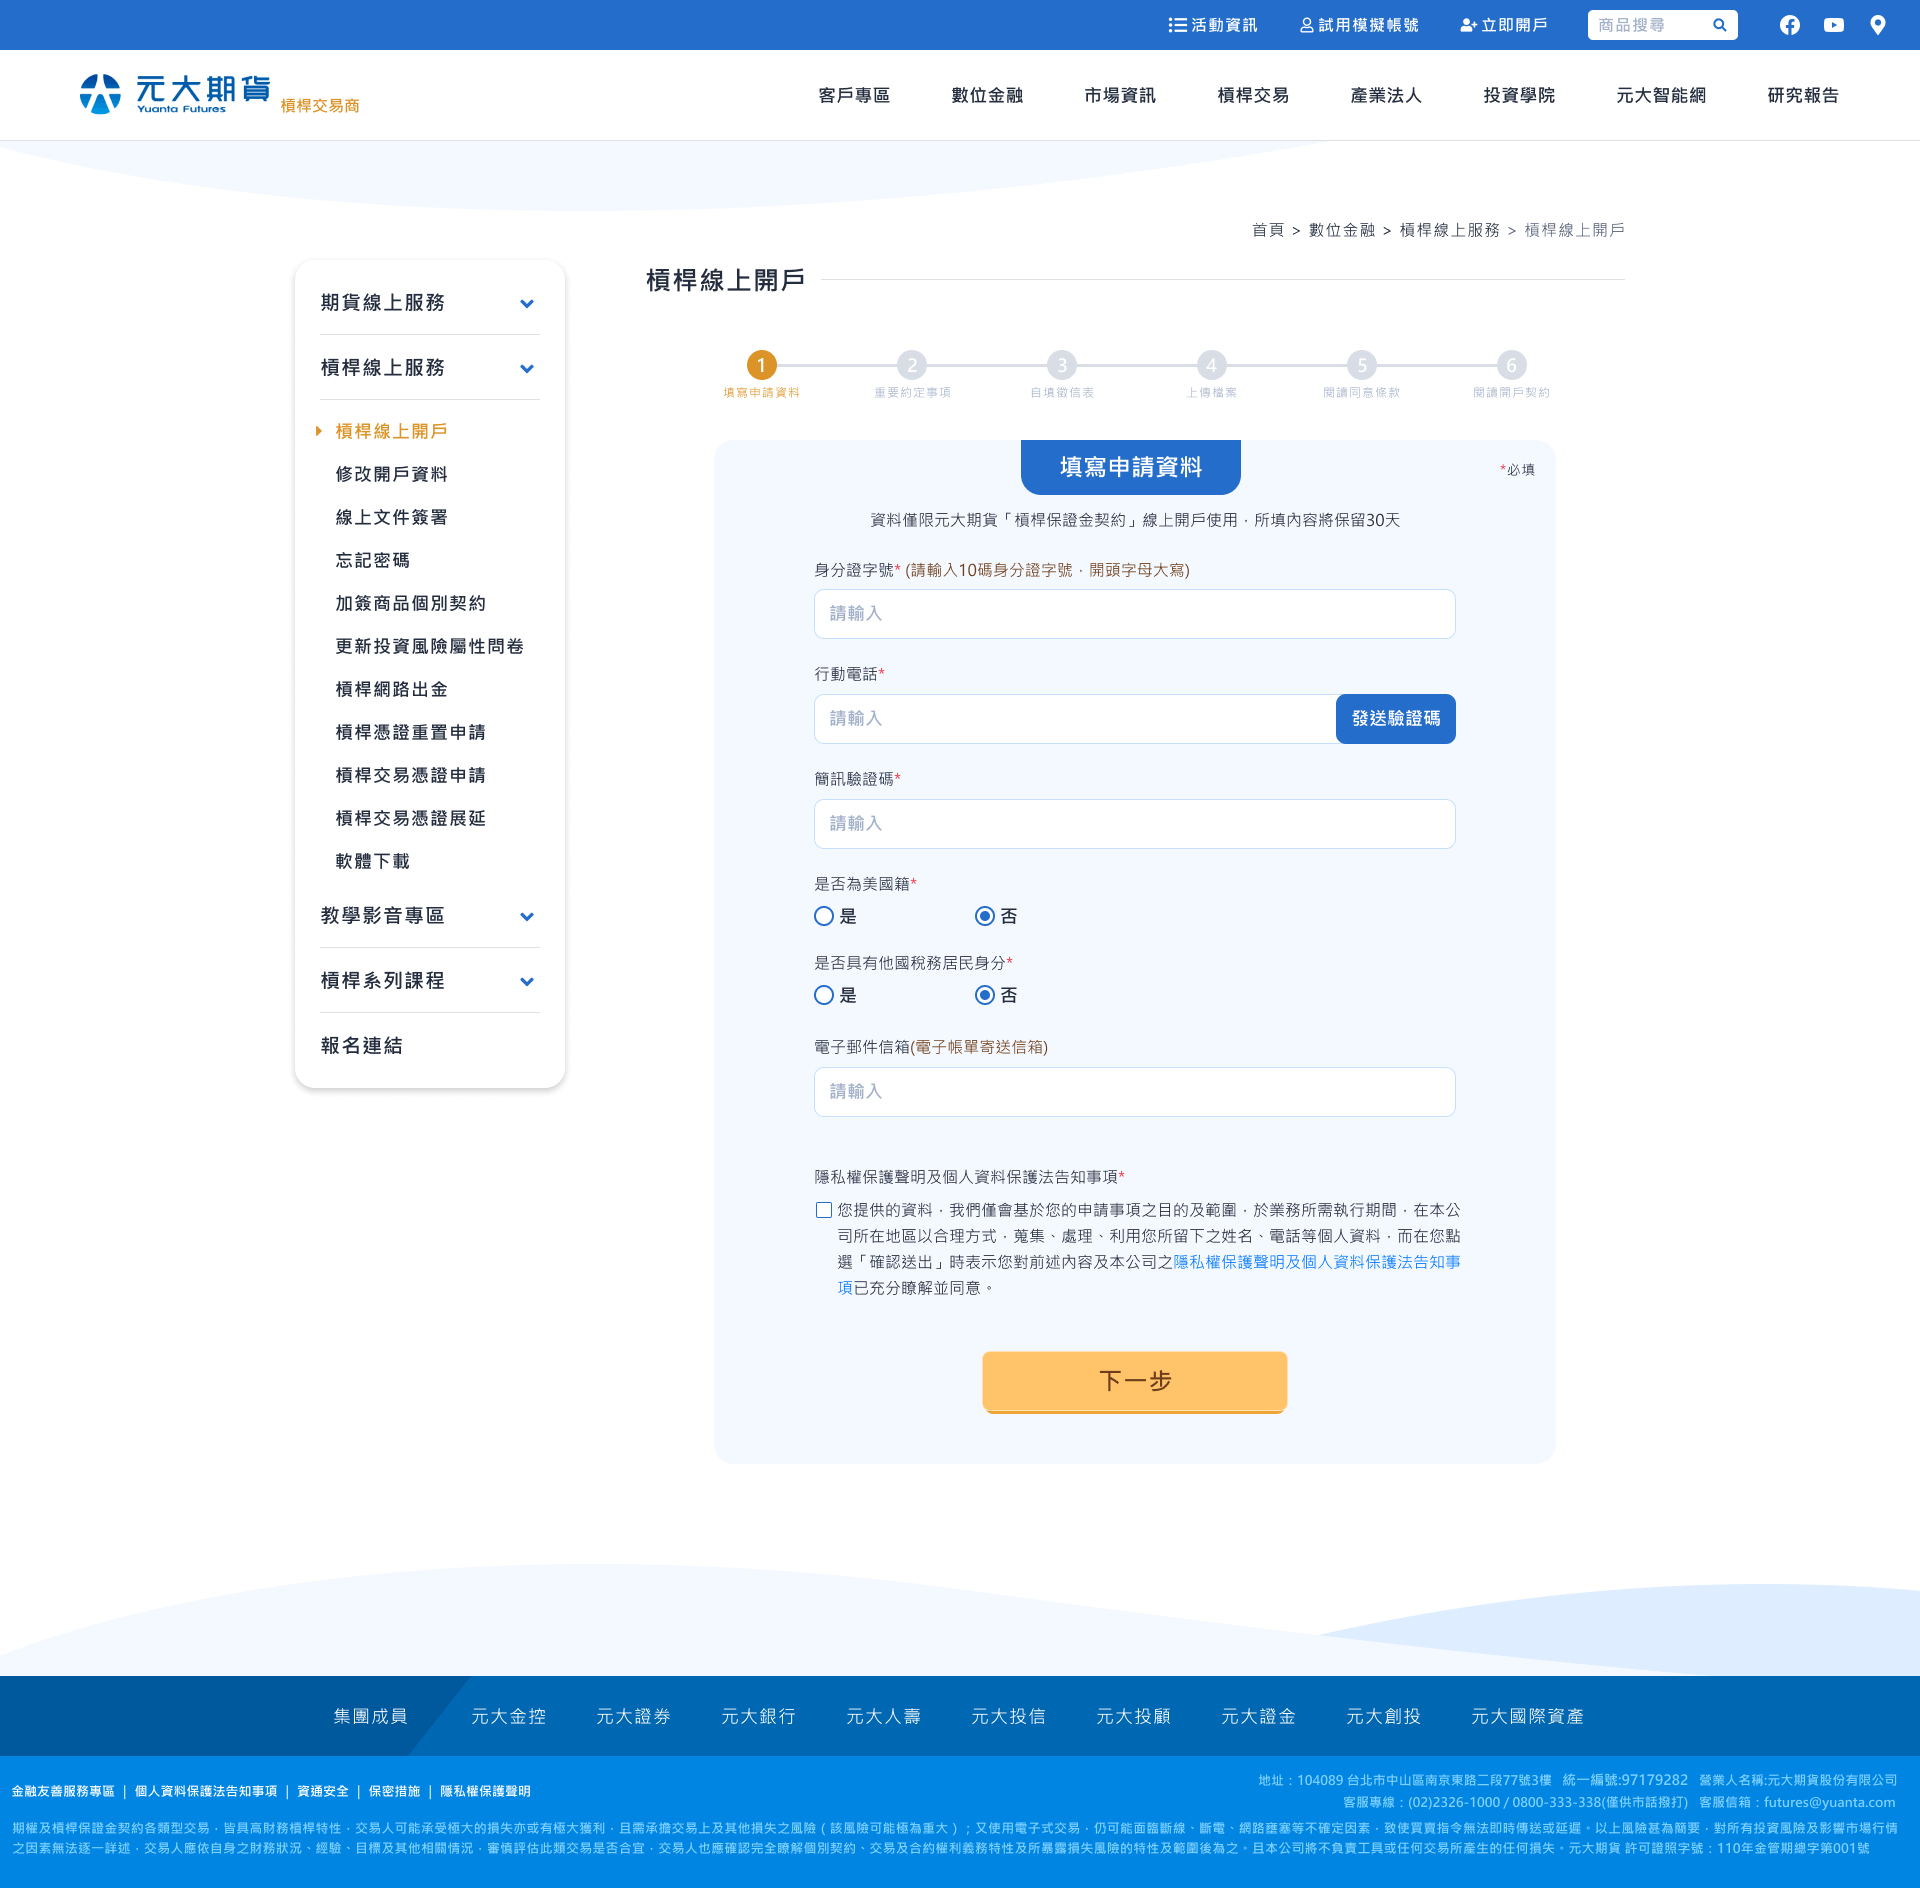 活動資訊
試用模擬帳號
立即開戶
商品搜尋
元大期貨
Yuanta Futures
槓桿交易商
客戶專區
數位金融
市場資訊
槓桿交易
產業法人
投資學院
元大智能網
研究報告
首頁 > 數位金融 > 槓桿線上服務 > 槓桿線上開戶
期貨線上服務
槓桿線上服務
槓桿線上開戶
修改開戶資料
線上文件簽署
忘記密碼
加簽商品個別契約
更新投資風險屬性問卷
槓桿網路出金
槓桿憑證重置申請
槓桿交易憑證申請
槓桿交易憑證展延
軟體下載
教學影音專區
槓桿系列課程
報名連結
槓桿線上開戶
1 2 3 4 5 6
填寫申請資料 重要約定事項 自填徵信表 上傳檔案 閱讀同意條款 閱讀開戶契約
填寫申請資料
*必填
資料僅限元大期貨「槓桿保證金契約」線上開戶使用，所填內容將保留30天
身分證字號* (請輸入10碼身分證字號，開頭字母大寫)
請輸入
行動電話*
請輸入
發送驗證碼
簡訊驗證碼*
請輸入
是否為美國籍*
是 否
是否具有他國稅務居民身分*
是 否
電子郵件信箱(電子帳單寄送信箱)
請輸入
隱私權保護聲明及個人資料保護法告知事項*
您提供的資料，我們僅會基於您的申請事項之目的及範圍，於業務所需執行期間，在本公
司所在地區以合理方式，蒐集、處理、利用您所留下之姓名、電話等個人資料，而在您點
選「確認送出」時表示您對前述內容及本公司之隱私權保護聲明及個人資料保護法告知事
項已充分瞭解並同意。
下一步
集團成員 元大金控 元大證券 元大銀行 元大人壽 元大投信 元大投顧 元大證金 元大創投 元大國際資產
金融友善服務專區 | 個人資料保護法告知事項 | 資通安全 | 保密措施 | 隱私權保護聲明
地址：104089 台北市中山區南京東路二段77號3樓 統一編號:97179282 營業人名稱:元大期貨股份有限公司
客服專線：(02)2326-1000 / 0800-333-338(僅供市話撥打) 客服信箱：futures@yuanta.com
期權及槓桿保證金契約各類型交易，皆具高財務槓桿特性，交易人可能承受極大的損失亦或有極大獲利，且需承擔交易上及其他損失之風險（該風險可能極為重大）；又使用電子式交易，仍可能面臨斷線、斷電、網路壅塞等不確定因素，致使買賣指令無法即時傳送或延遲。以上風險甚為簡要，對所有投資風險及影響市場行情
之因素無法逐一詳述，交易人應依自身之財務狀況、經驗、目標及其他相關情況，審慎評估此類交易是否合宜，交易人也應確認完全瞭解個別契約、交易及合約權利義務特性及所暴露損失風險的特性及範圍後為之。且本公司將不負責工具或任何交易所產生的任何損失。元大期貨 許可證照字號：110年金管期總字第001號